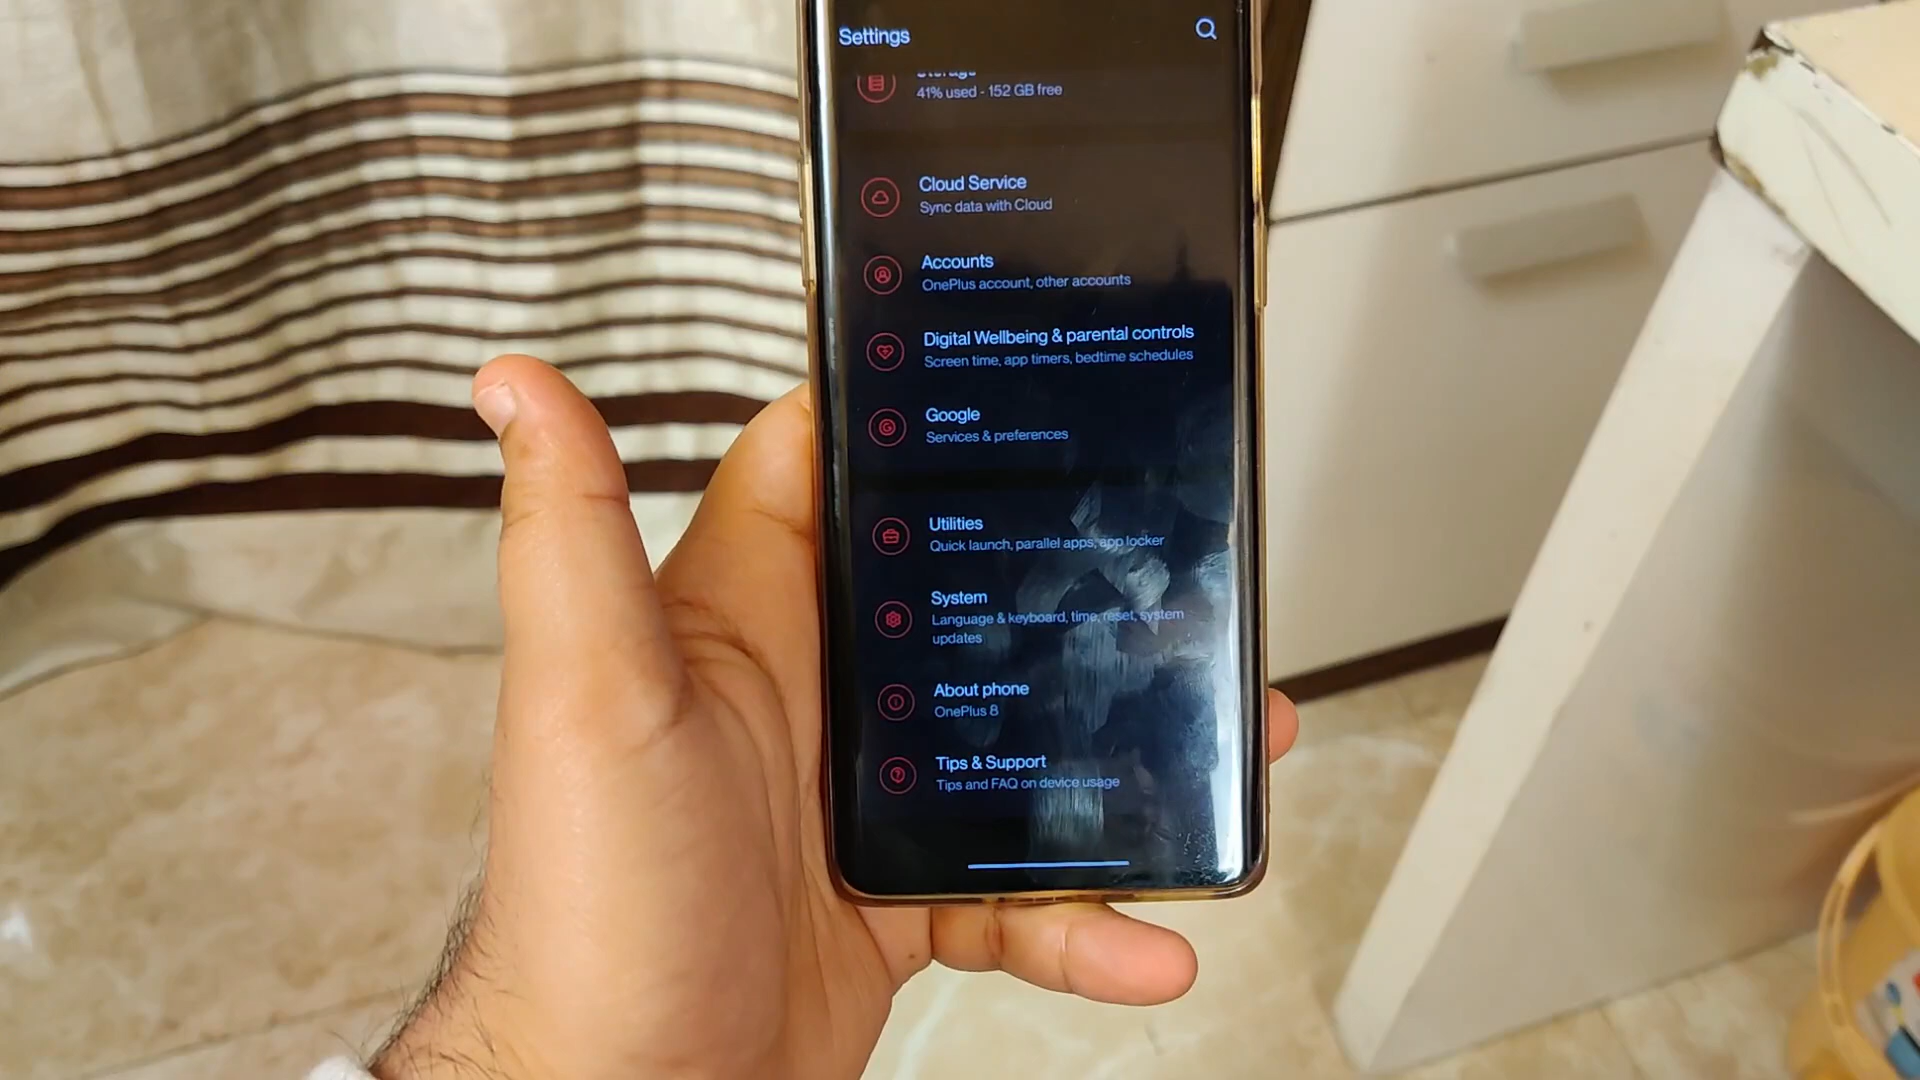 Settings
Storage
41% used - 152 GB free
Cloud Service
Sync data with Cloud
Accounts
OnePlus account, other accounts
Digital Wellbeing & parental controls
Screen time, app timers, bedtime schedules
Google
Services & preferences
Utilities
Quick launch, parallel apps, app locker
System
Language & keyboard, time, reset, system
updates
About phone
OnePlus 8
Tips & Support
Tips and FAQ on device usage